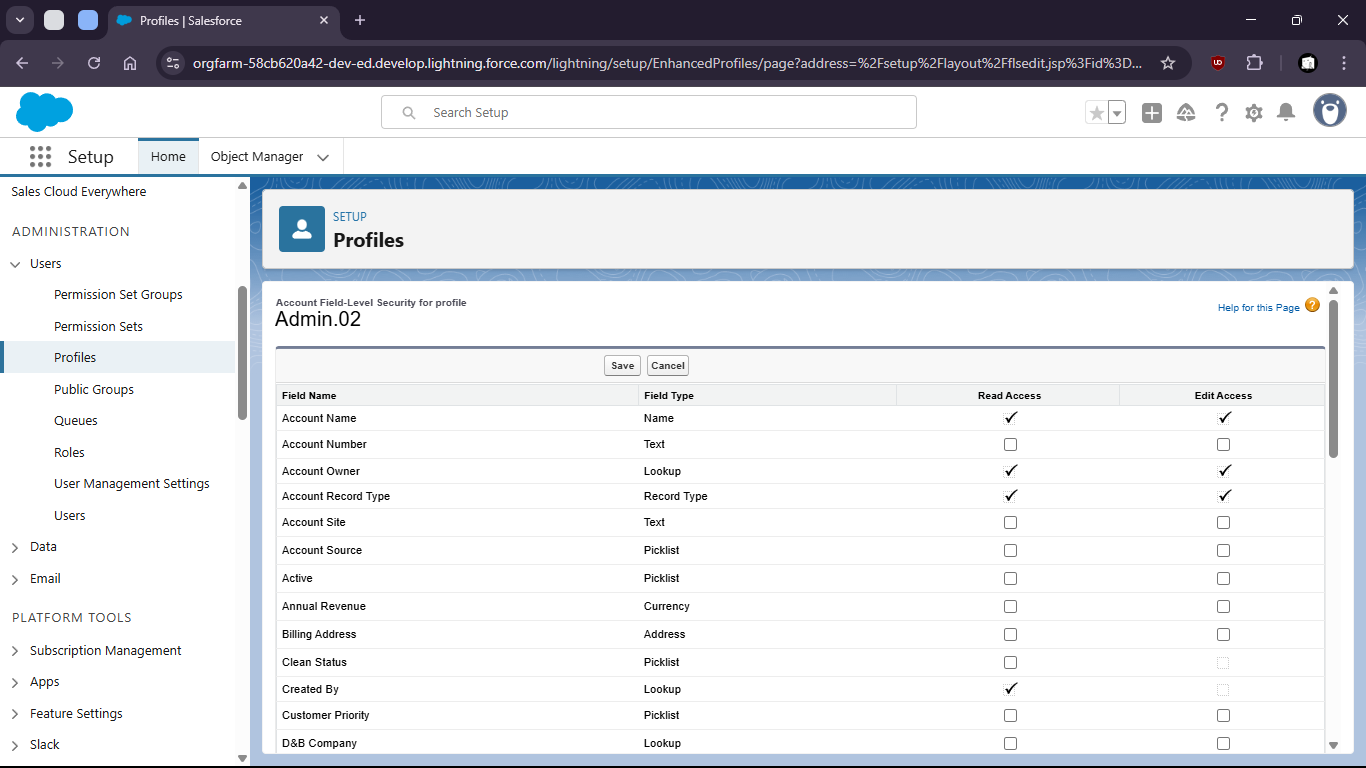 Profiles | Salesforce
orgfarm-58cb620a42-dev-ed.develop.lightning.force.com/lightning/setup/EnhancedProfiles/page?address=%2Fsetup%2Flayout%2Fflsedit.jsp%3Fid%3D...
Search Setup
Setup
Home
Object Manager
Sales Cloud Everywhere
ADMINISTRATION
Users
Permission Set Groups
Permission Sets
Profiles
Public Groups
Queues
Roles
User Management Settings
Users
Data
Email
PLATFORM TOOLS
Subscription Management
Apps
Feature Settings
Slack
SETUP
Profiles
Account Field-Level Security for profile
Admin.02
Help for this Page ?
Save Cancel
Field Name Field Type Read Access Edit Access
Account Name Name
Account Number Text
Account Owner Lookup
Account Record Type Record Type
Account Site Text
Account Source Picklist
Active Picklist
Annual Revenue Currency
Billing Address Address
Clean Status Picklist
Created By Lookup
Customer Priority Picklist
D&B Company Lookup